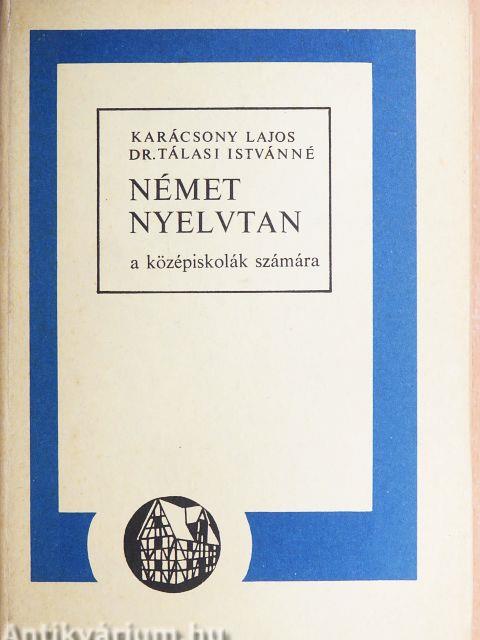 KARÁCSONY LAJOS
DR. TÁLASI ISTVÁNNÉ
NÉMET
NYELVTAN
a középiskolák számára
Antikvárium.hu